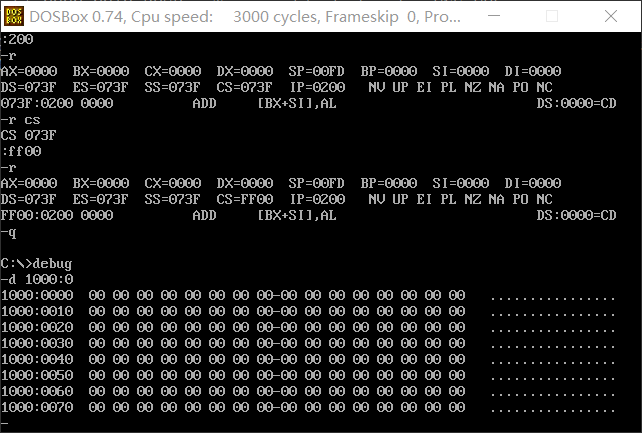 DOSBox 0.74, Cpu speed: 3000 cycles, Frameskip 0, Pro...
:200
-r
AX=0000 BX=0000 CX=0000 DX=0000 SP=00FD BP=0000 SI=0000 DI=0000
DS=073F ES=073F SS=073F CS=073F IP=0200 NV UP EI PL NZ NA PO NC
073F:0200 0000 ADD [BX+SI],AL DS:0000=CD
-r cs
CS 073F
:ff00
-r
AX=0000 BX=0000 CX=0000 DX=0000 SP=00FD BP=0000 SI=0000 DI=0000
DS=073F ES=073F SS=073F CS=FF00 IP=0200 NV UP EI PL NZ NA PO NC
FF00:0200 0000 ADD [BX+SI],AL DS:0000=CD
-q
C:\>debug
-d 1000:0
1000:0000 00 00 00 00 00 00 00 00-00 00 00 00 00 00 00 00 ................
1000:0010 00 00 00 00 00 00 00 00-00 00 00 00 00 00 00 00 ................
1000:0020 00 00 00 00 00 00 00 00-00 00 00 00 00 00 00 00 ................
1000:0030 00 00 00 00 00 00 00 00-00 00 00 00 00 00 00 00 ................
1000:0040 00 00 00 00 00 00 00 00-00 00 00 00 00 00 00 00 ................
1000:0050 00 00 00 00 00 00 00 00-00 00 00 00 00 00 00 00 ................
1000:0060 00 00 00 00 00 00 00 00-00 00 00 00 00 00 00 00 ................
1000:0070 00 00 00 00 00 00 00 00-00 00 00 00 00 00 00 00 ................
-